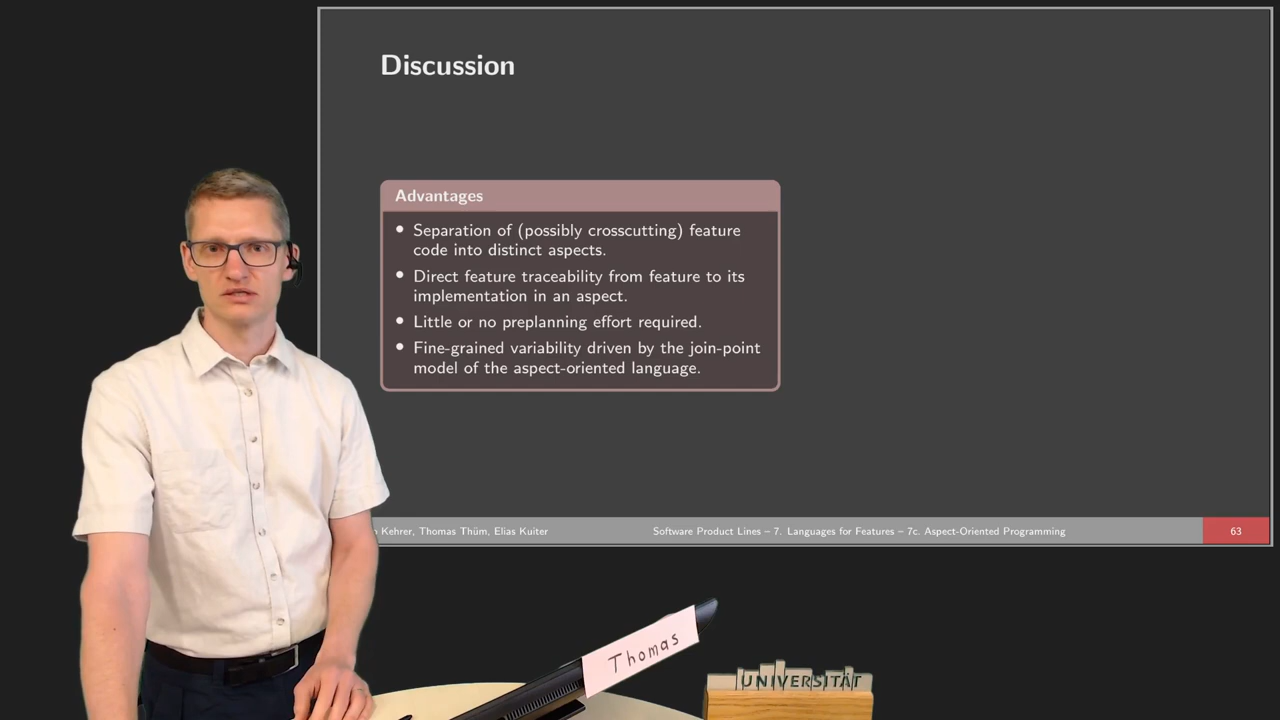 Discussion
Advantages
• Separation of (possibly crosscutting) feature
code into distinct aspects.
• Direct feature traceability from feature to its
implementation in an aspect.
• Little or no preplanning effort required.
• Fine-grained variability driven by the join-point
model of the aspect-oriented language.
Kehrer, Thomas Thüm, Elias Kuiter
Software Product Lines – 7. Languages for Features – 7c. Aspect-Oriented Programming
63
Thomas
UNIVERSITÄT